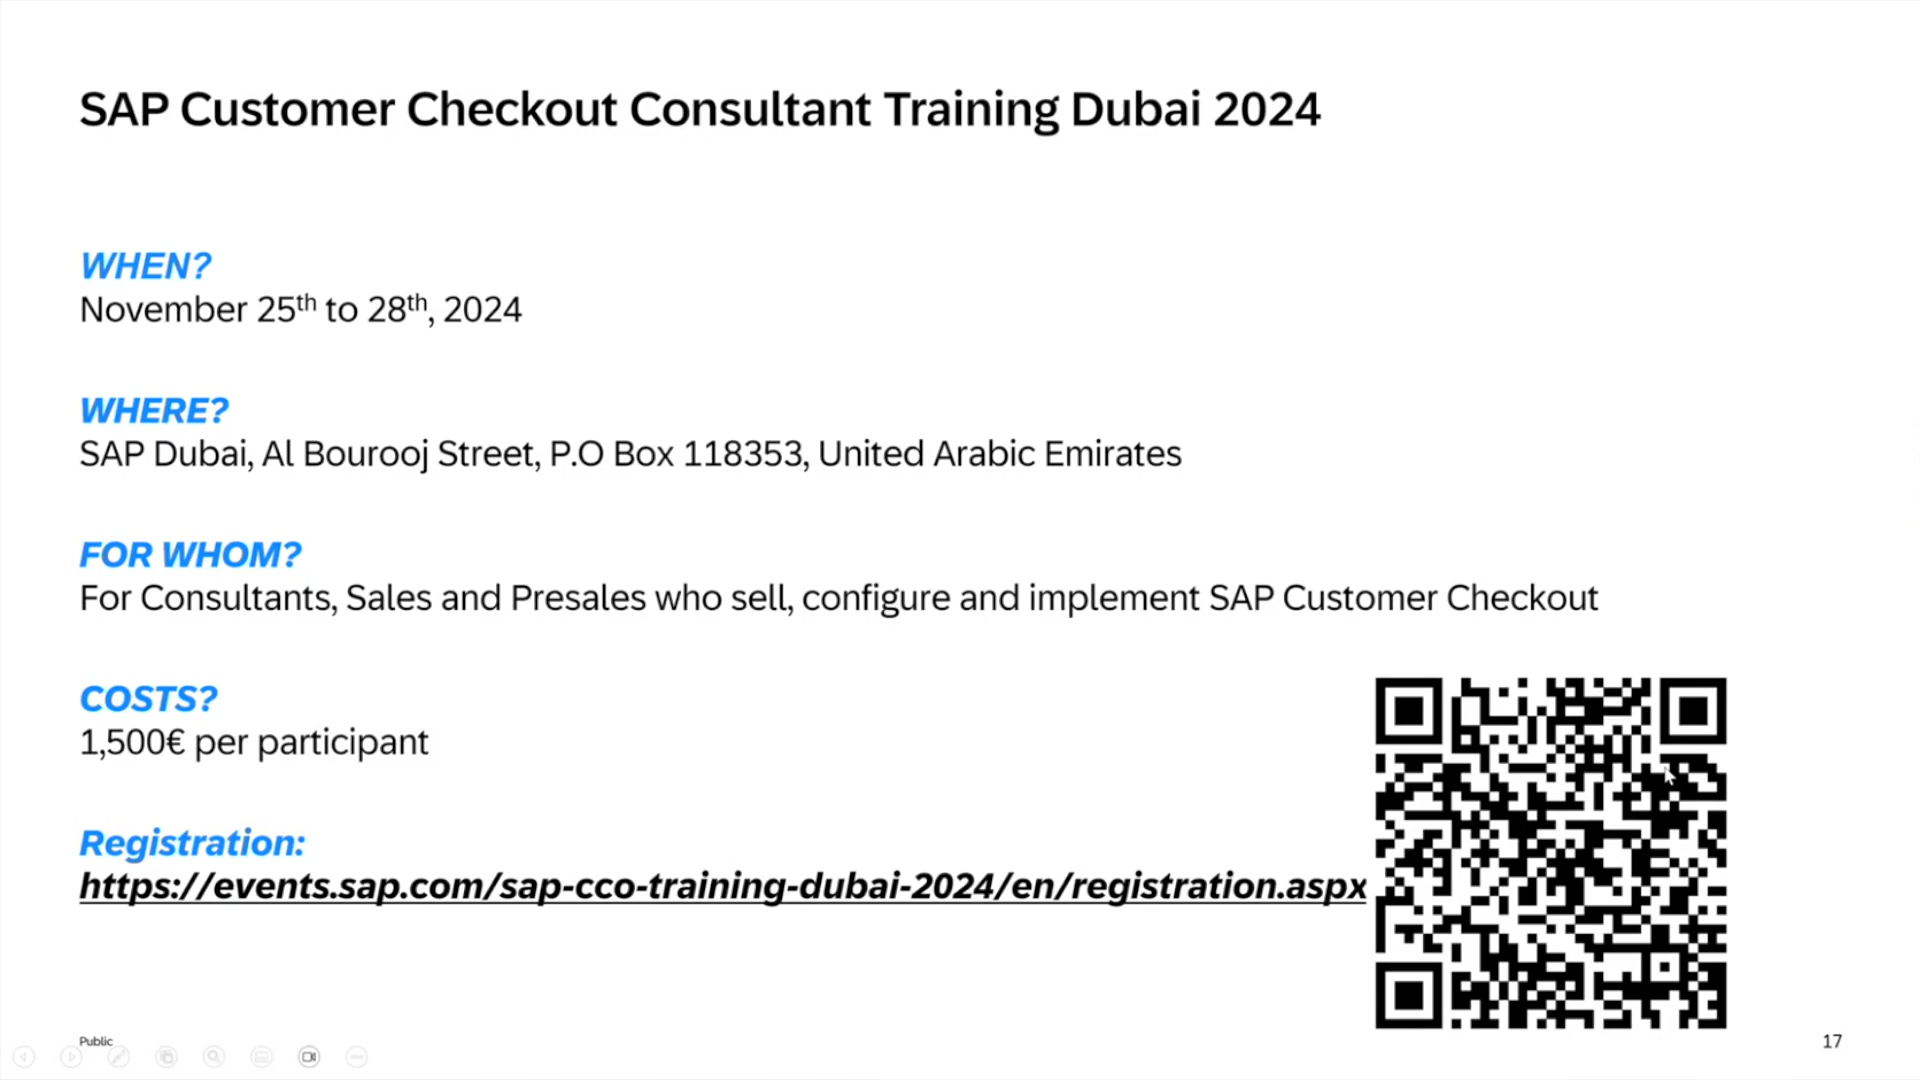 SAP Customer Checkout Consultant Training Dubai 2024
WHEN?
November 25th to 28th, 2024
WHERE?
SAP Dubai, Al Bourooj Street, P.O Box 118353, United Arabic Emirates
FOR WHOM?
For Consultants, Sales and Presales who sell, configure and implement SAP Customer Checkout
COSTS?
1,500€ per participant
Registration:
https://events.sap.com/sap-cco-training-dubai-2024/en/registration.aspx
Public
17